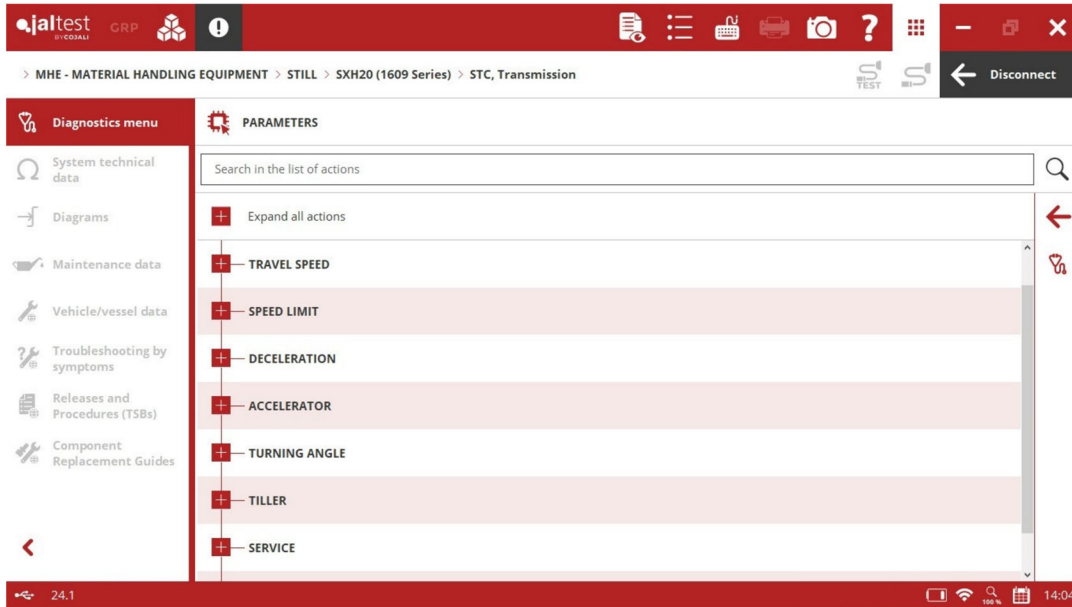 jaltest GRP
BY COJALI
> MHE - MATERIAL HANDLING EQUIPMENT > STILL > SXH20 (1609 Series) > STC, Transmission
TEST
Disconnect
Diagnostics menu
System technical
data
Diagrams
Maintenance data
Vehicle/vessel data
Troubleshooting by
symptoms
Releases and
Procedures (TSBs)
Component
Replacement Guides
PARAMETERS
Search in the list of actions
Expand all actions
TRAVEL SPEED
SPEED LIMIT
DECELERATION
ACCELERATOR
TURNING ANGLE
TILLER
SERVICE
24.1
100 %
14:04